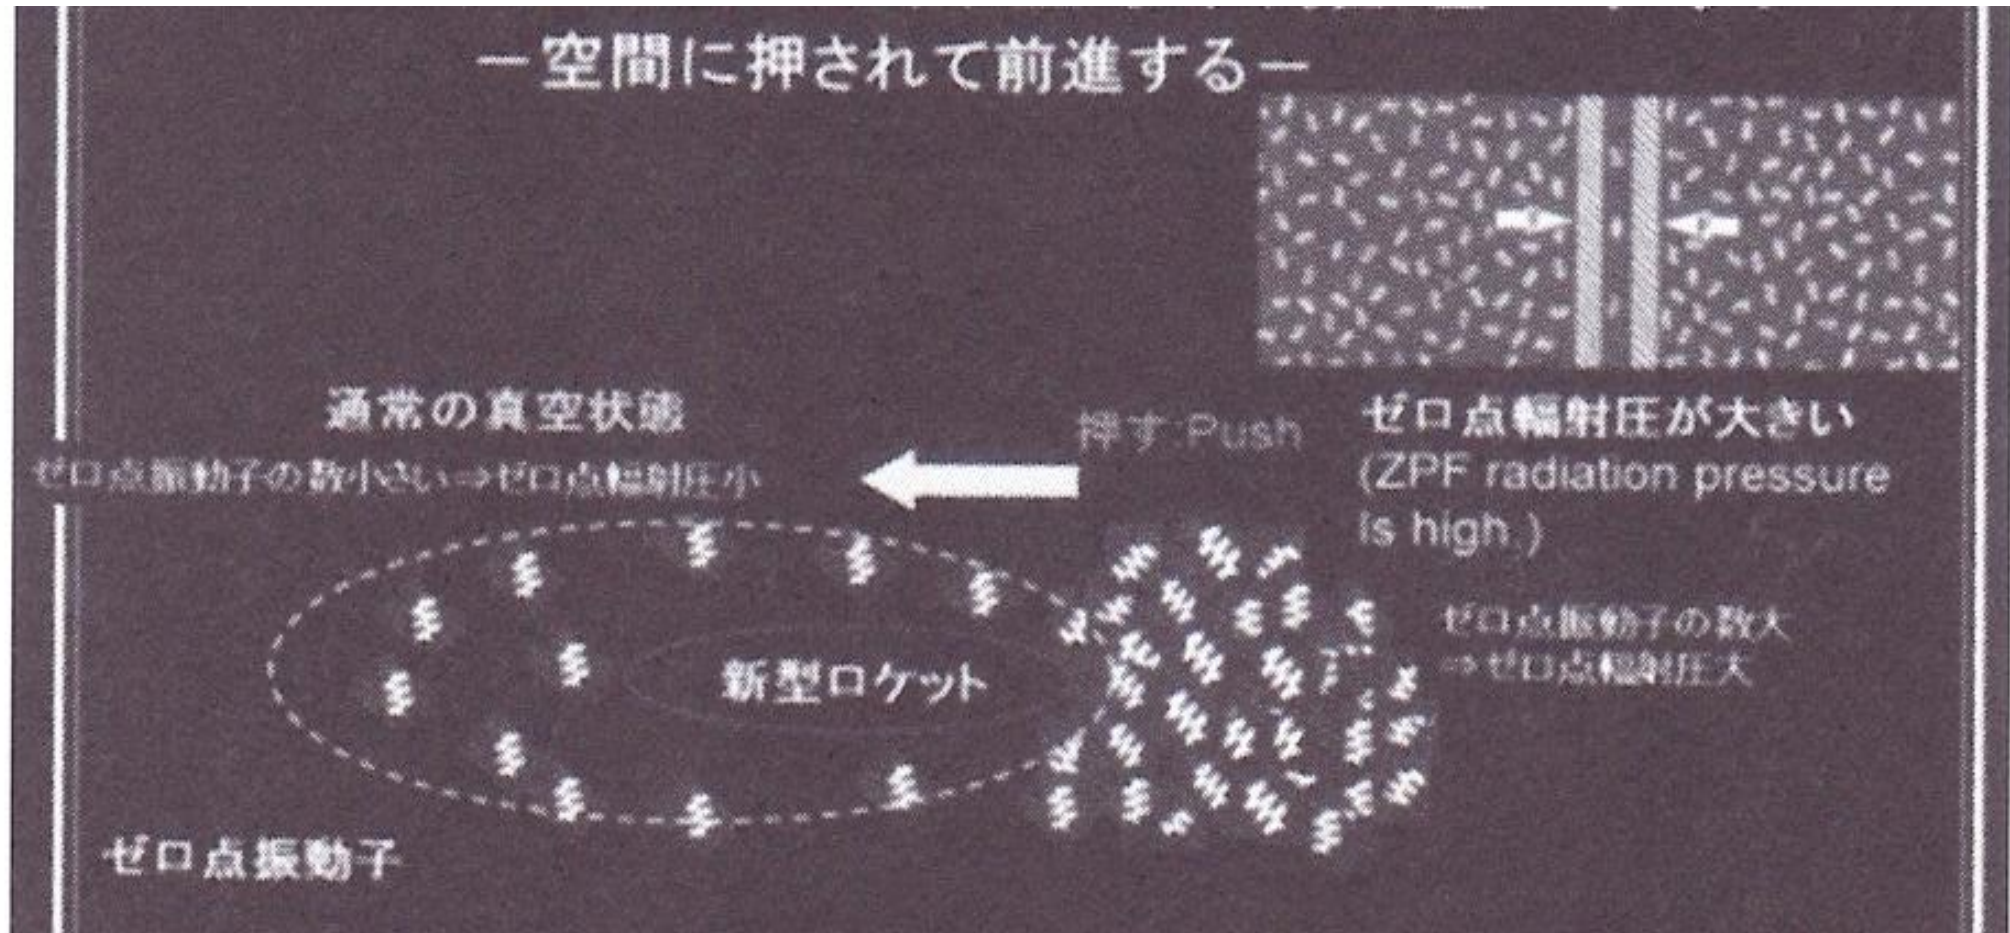 －空間に押されて前進する－
通常の真空状態
ゼロ点振動子の数小さい⇒ゼロ点輻射圧小
押す:Push
ゼロ点輻射圧が大きい
(ZPF radiation pressure
is high.)
ゼロ点振動子の数大
⇒ゼロ点輻射圧大
新型ロケット
ゼロ点振動子